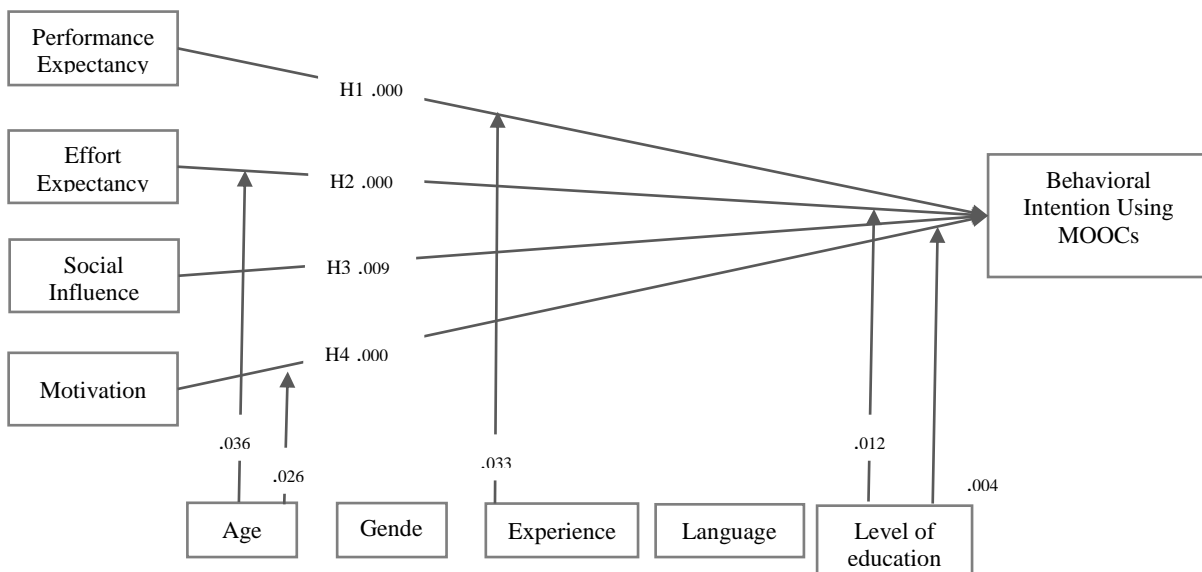 Performance
Expectancy
H1 .000
Effort
Expectancy
H2 .000
Behavioral
Intention Using
MOOCs
Social
Influence
H3 .009
H4 .000
Motivation
.036
.026
.033
.012
.004
Age
Gende
Experience
Language
Level of
education